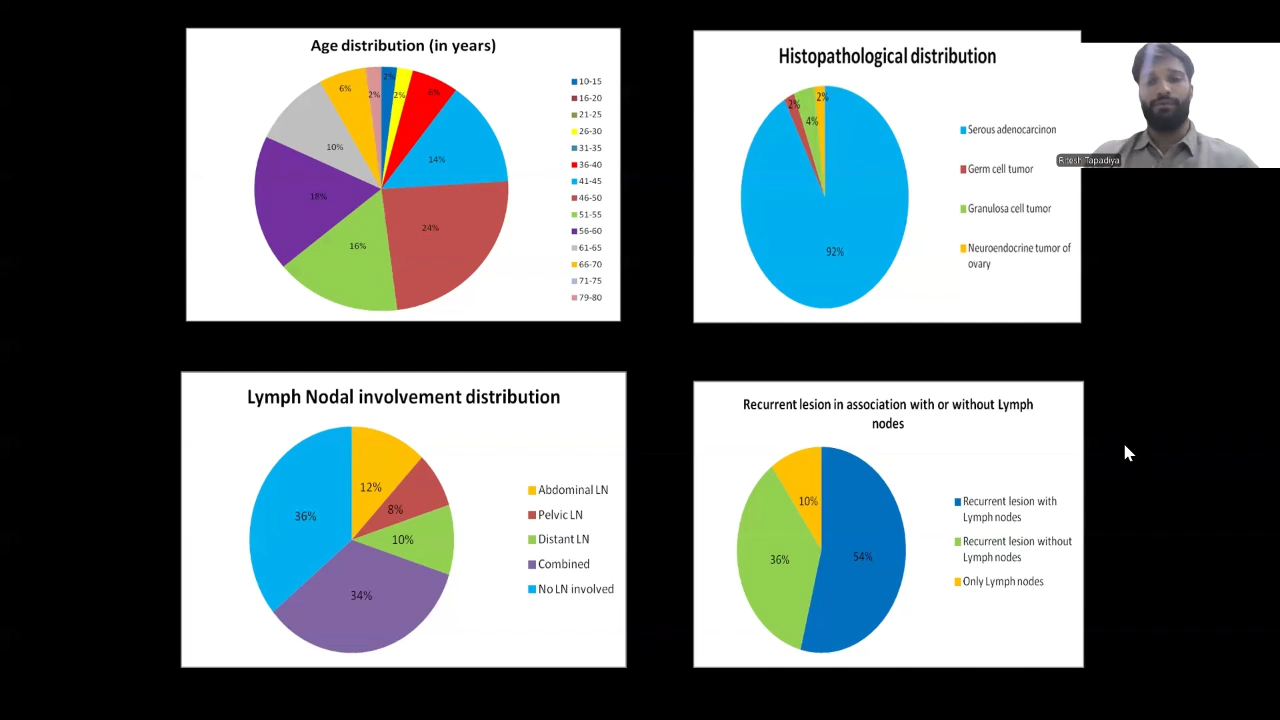 Age distribution (in years)
2%
2%
6%
14%
24%
16%
18%
10%
6%
2%
10-15
16-20
21-25
26-30
31-35
36-40
41-45
46-50
51-55
56-60
61-65
66-70
71-75
79-80
Histopathological distribution
2%
4%
2%
92%
Serous adenocarcinon
Germ cell tumor
Granulosa cell tumor
Neuroendocrine tumor of
ovary
Ritesh Tapadiya
Lymph Nodal involvement distribution
12%
8%
10%
34%
36%
Abdominal LN
Pelvic LN
Distant LN
Combined
No LN involved
Recurrent lesion in association with or without Lymph
nodes
10%
36%
54%
Recurrent lesion with
Lymph nodes
Recurrent lesion without
Lymph nodes
Only Lymph nodes